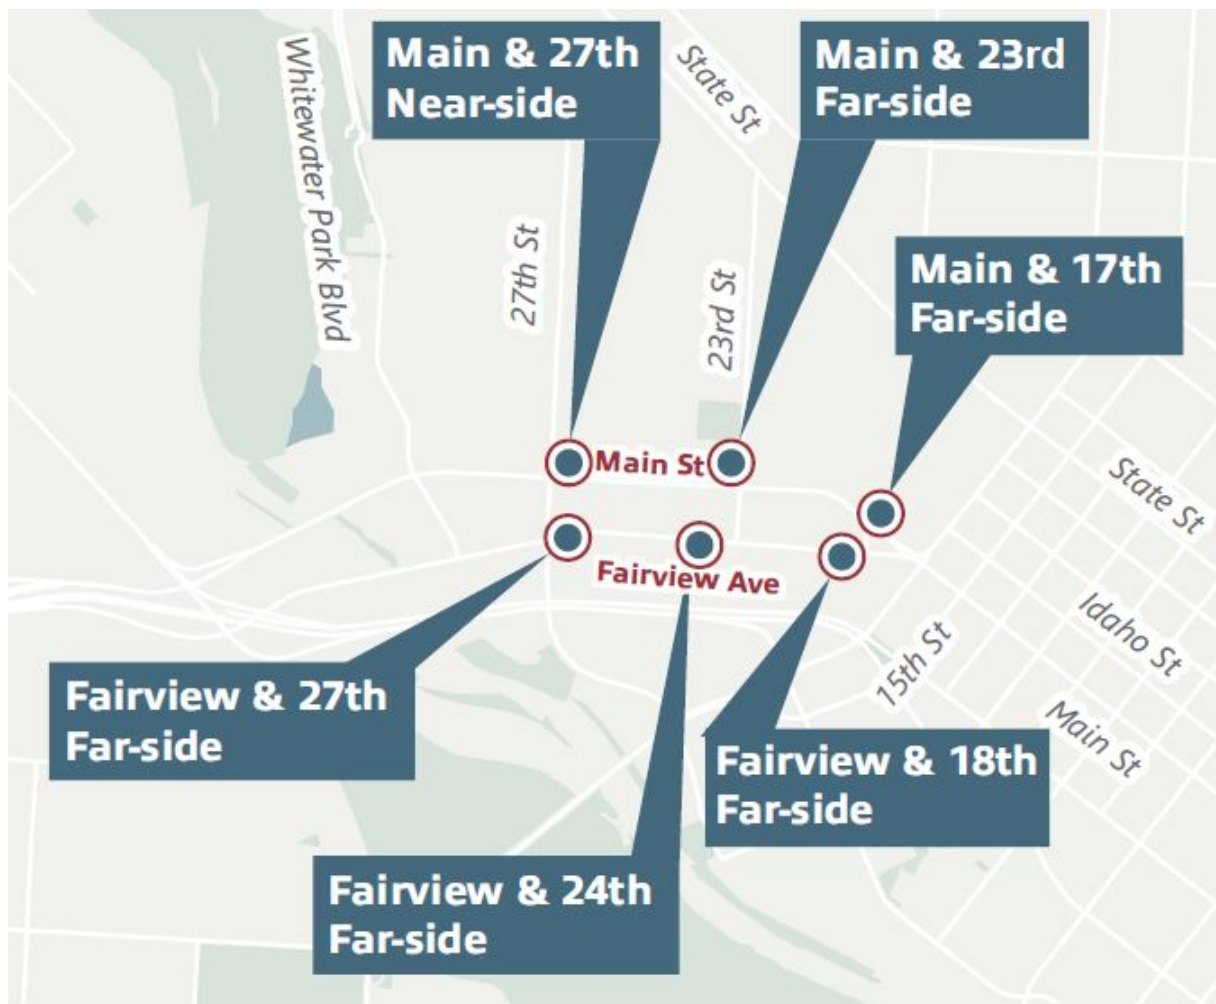 Main & 27th
Near-side
Main & 23rd
Far-side
State St
Whitewater Park Blvd
27th St
23rd St
Main & 17th
Far-side
Main St
State St
Fairview Ave
Idaho St
15th St
Main St
Fairview & 27th
Far-side
Fairview & 18th
Far-side
Fairview & 24th
Far-side